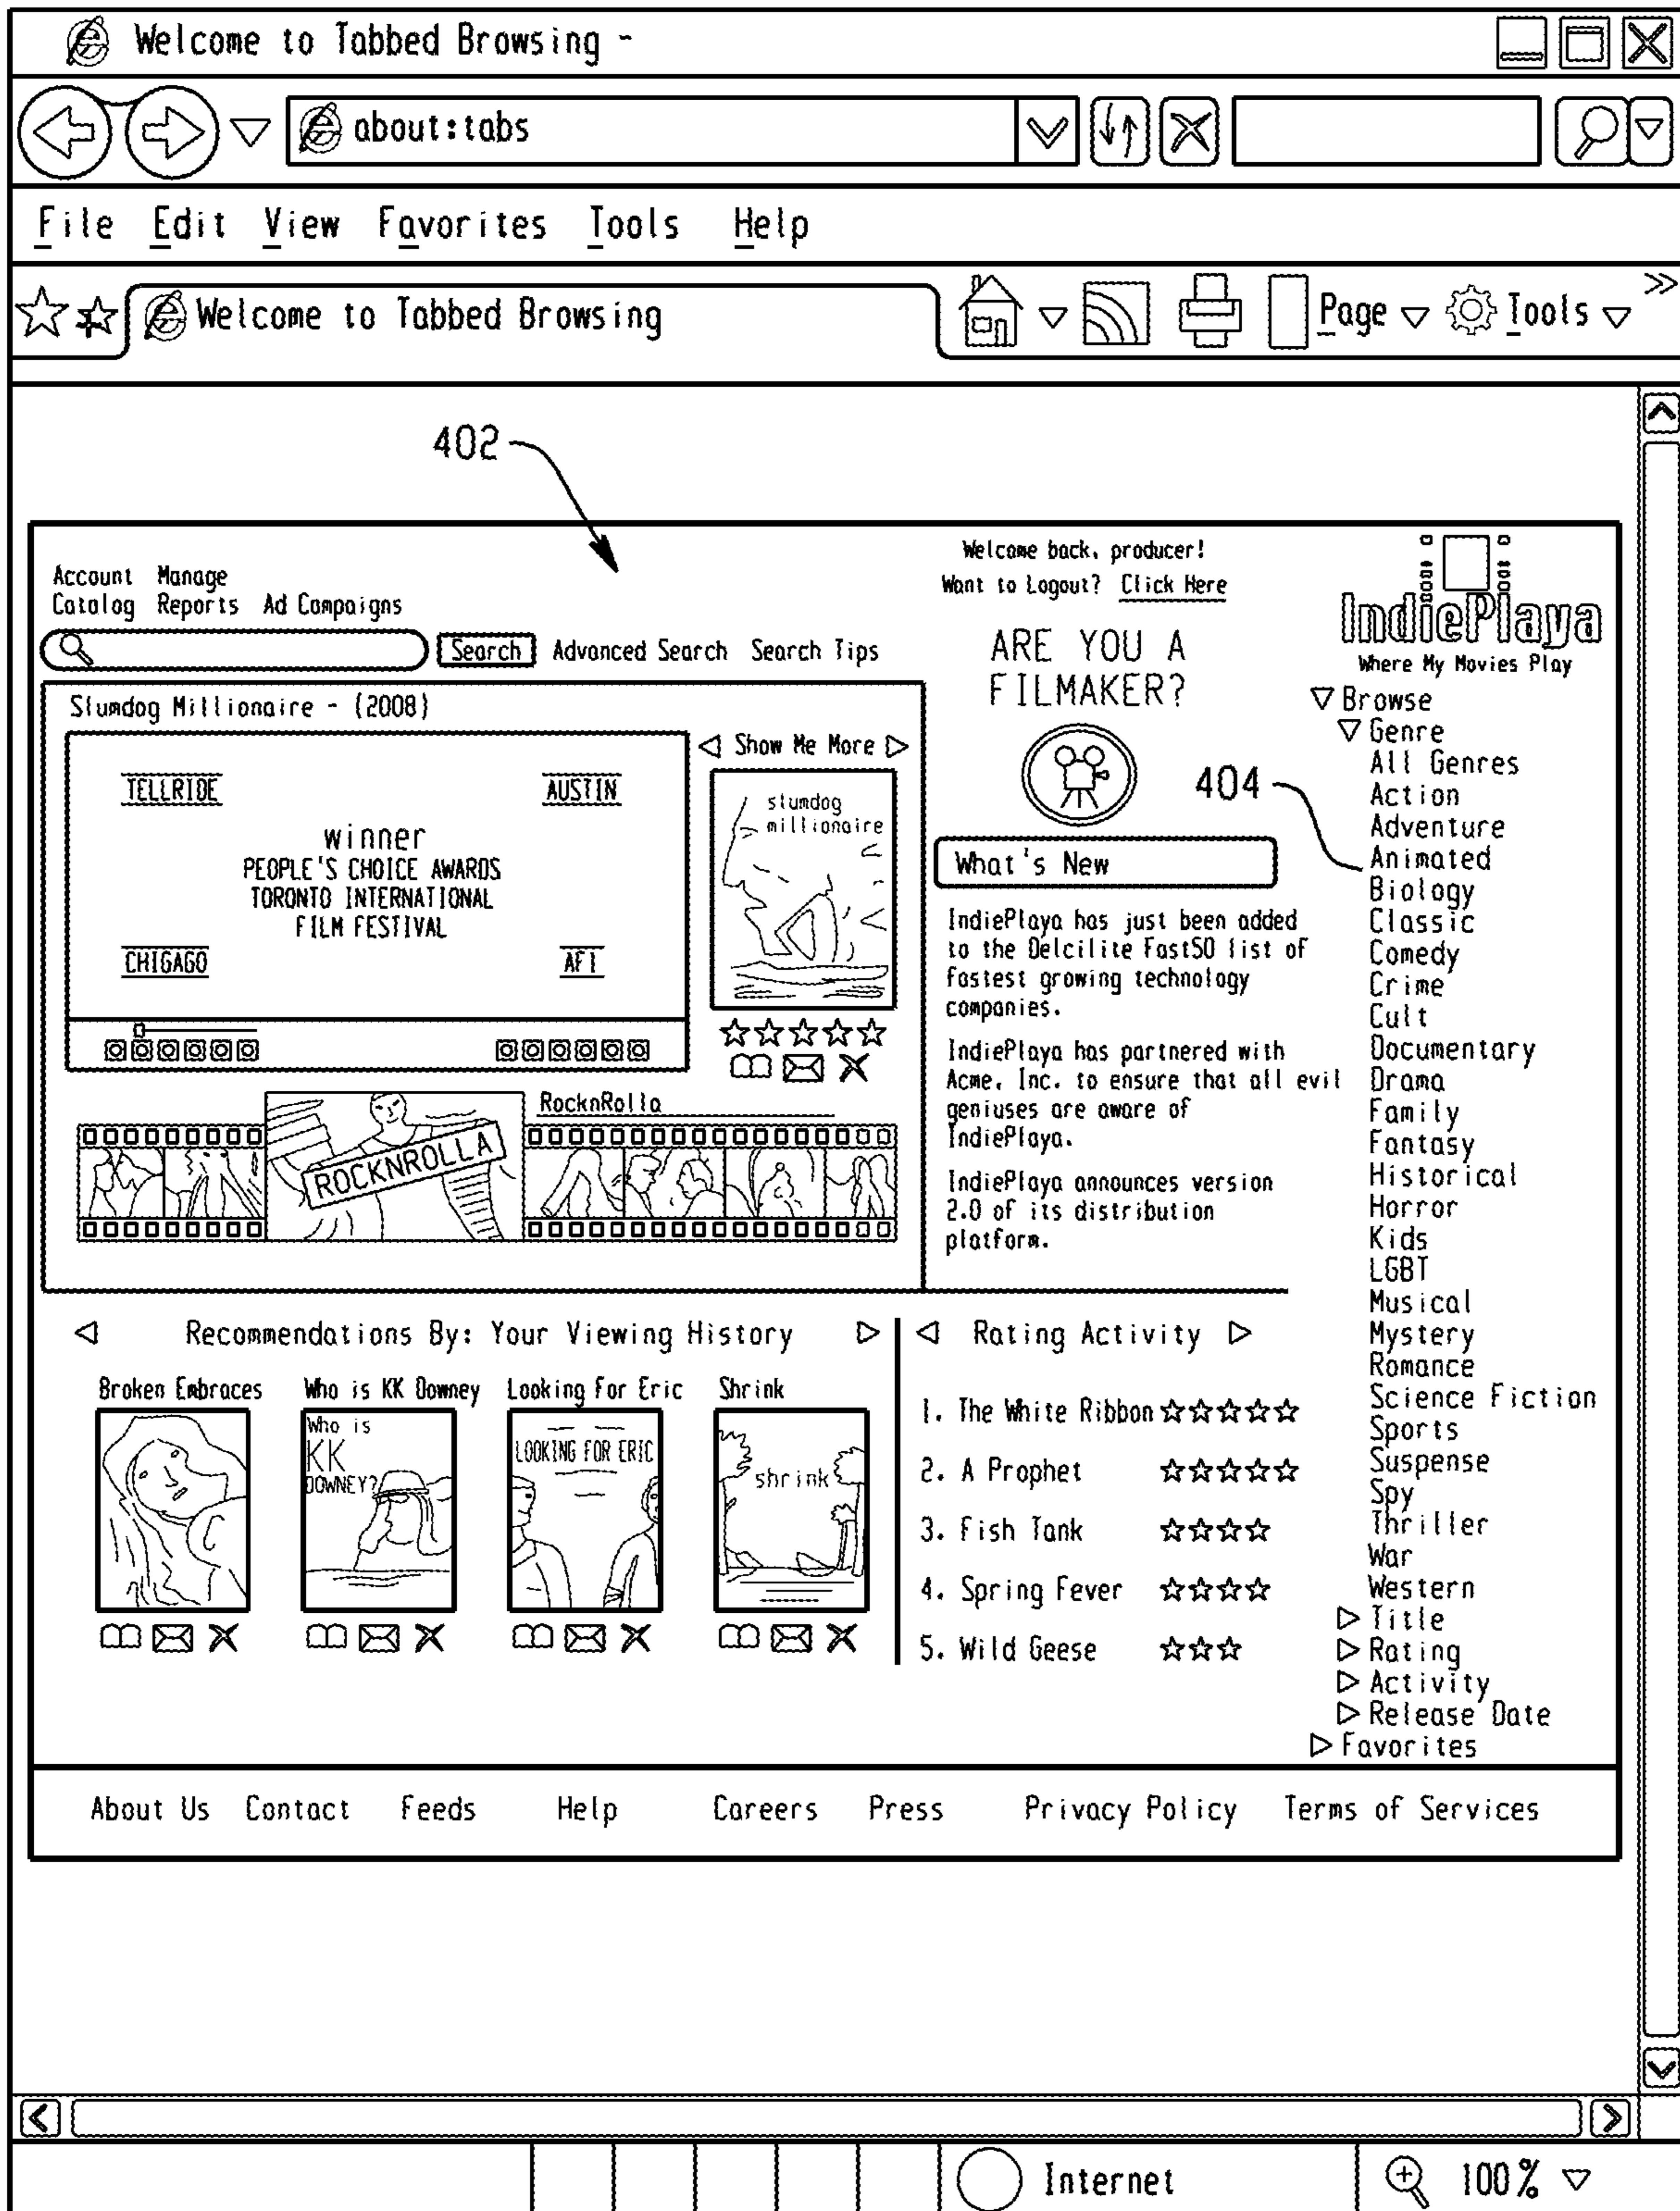 Welcome to Tabbed Browsing -
about:tabs
File Edit View Favorites Tools Help
Welcome to Tabbed Browsing
Page Tools
402
Account Manage
Catalog Reports Ad Campaigns
Search Advanced Search Search Tips
Welcome back, producer!
Want to Logout? Click Here
IndiePlaya
Where My Movies Play
ARE YOU A
FILMAKER?
Slumdog Millionaire - (2008)
TELLRIDE AUSTIN
winner
PEOPLE'S CHOICE AWARDS
TORONTO INTERNATIONAL
FILM FESTIVAL
CHIGAGO AFI
Show Me More
slumdog
millionaire
RocknRolla
ROCKNROLLA
What's New
IndiePlaya has just been added
to the Delcilite Fast50 list of
fastest growing technology
companies.
IndiePlaya has partnered with
Acme, Inc. to ensure that all evil
geniuses are aware of
IndiePlaya.
IndiePlaya announces version
2.0 of its distribution
platform.
404
Browse
Genre
All Genres
Action
Adventure
Animated
Biology
Classic
Comedy
Crime
Cult
Documentary
Drama
Family
Fantasy
Historical
Horror
Kids
LGBT
Musical
Mystery
Romance
Science Fiction
Sports
Suspense
Spy
Thriller
War
Western
Title
Rating
Activity
Release Date
Favorites
Recommendations By: Your Viewing History
Broken Embraces Who is KK Downey Looking For Eric Shrink
Who is
KK
DOWNEY?
LOOKING FOR ERIC
shrink
Rating Activity
1. The White Ribbon
2. A Prophet
3. Fish Tank
4. Spring Fever
5. Wild Geese
About Us Contact Feeds Help Careers Press Privacy Policy Terms of Services
Internet 100%